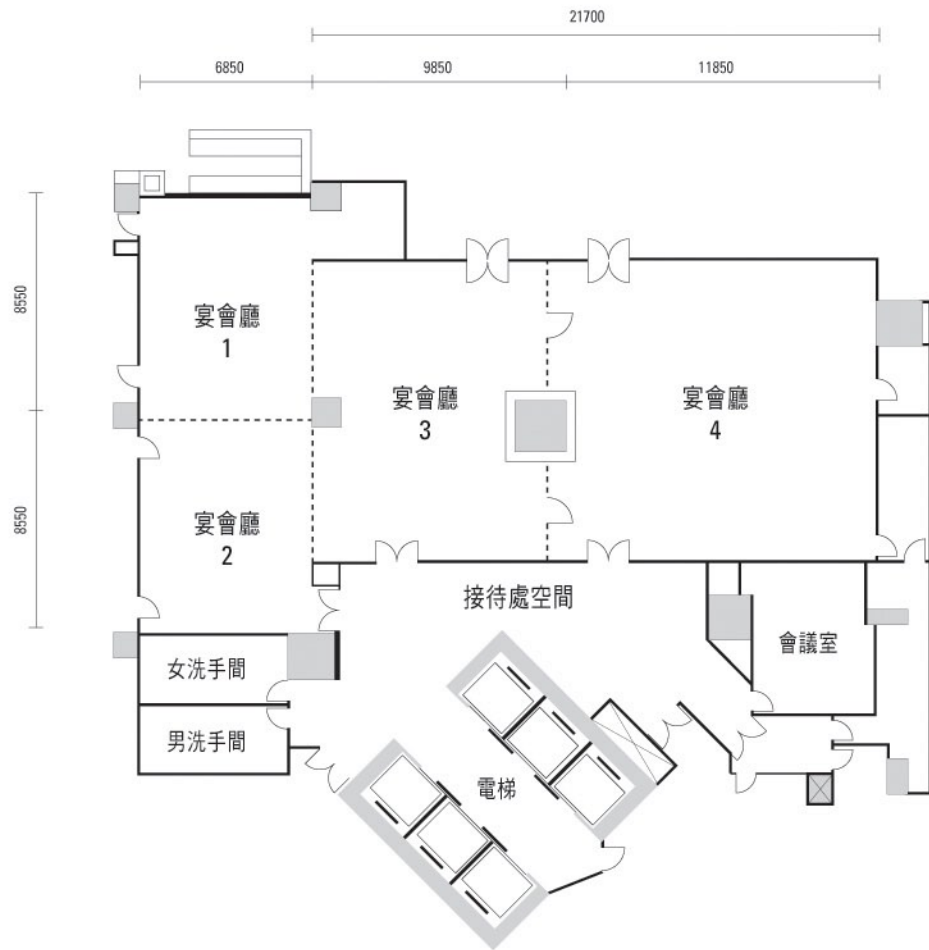 21700
6850
9850
11850
8550
8550
宴會廳
1
宴會廳
2
宴會廳
3
宴會廳
4
接待處空間
會議室
女洗手間
男洗手間
電梯